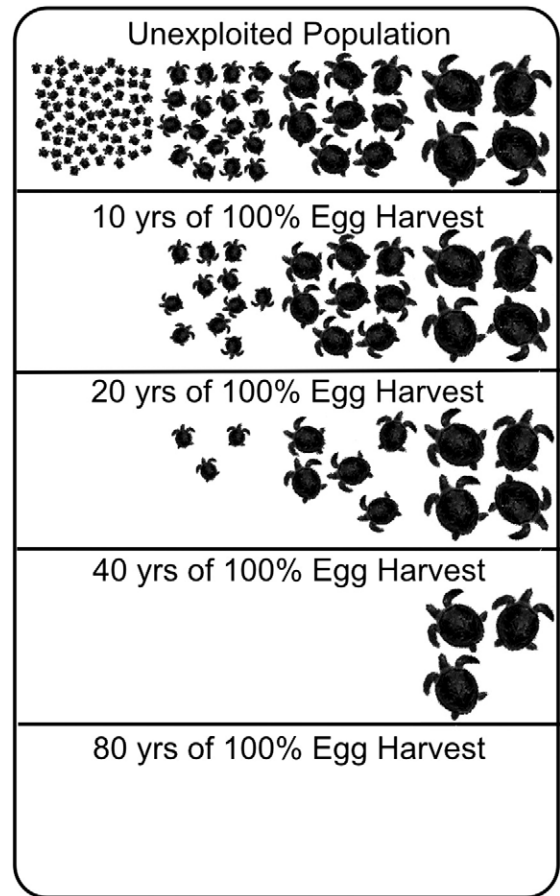 Unexploited Population
10 yrs of 100% Egg Harvest
20 yrs of 100% Egg Harvest
40 yrs of 100% Egg Harvest
80 yrs of 100% Egg Harvest